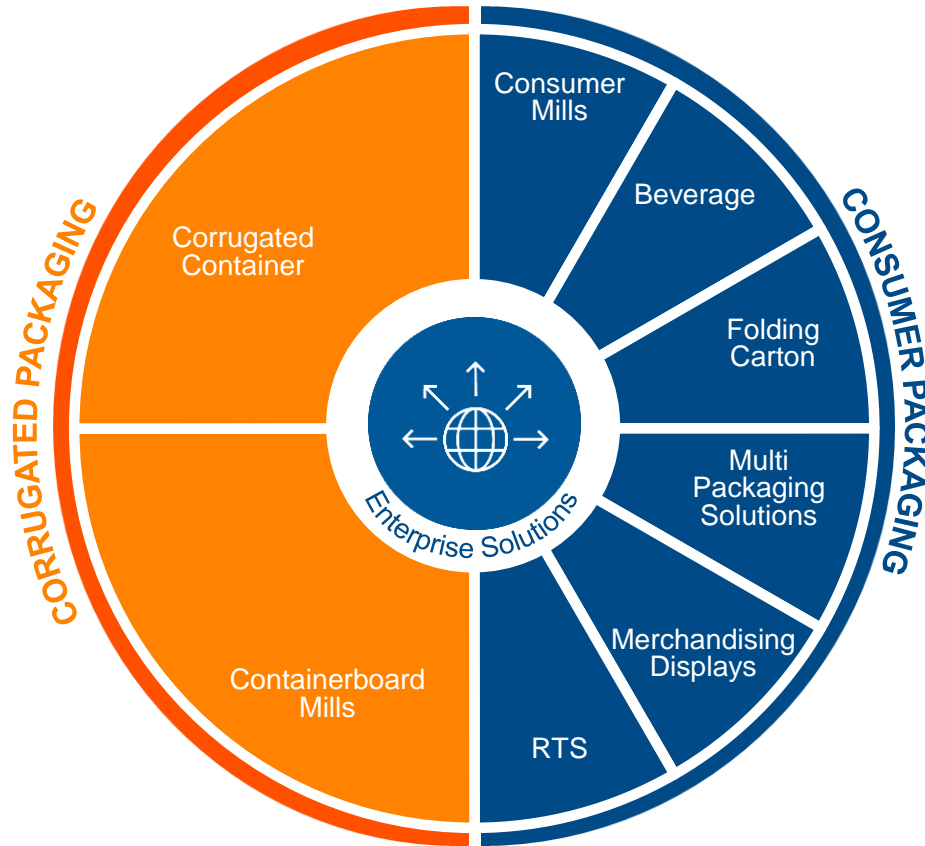 CORRUGATED PACKAGING
Corrugated
Container
Containerboard
Mills
Enterprise Solutions
CONSUMER PACKAGING
Consumer
Mills
Beverage
Folding
Carton
Multi
Packaging
Solutions
Merchandising
Displays
RTS